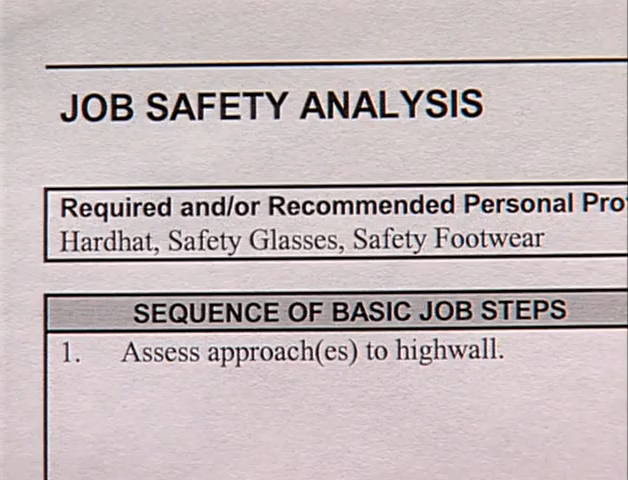 JOB SAFETY ANALYSIS
Required and/or Recommended Personal
Hardhat, Safety Glasses, Safety Footwear
SEQUENCE OF BASIC JOB STEPS
1. Assess approach(es) to highwall.